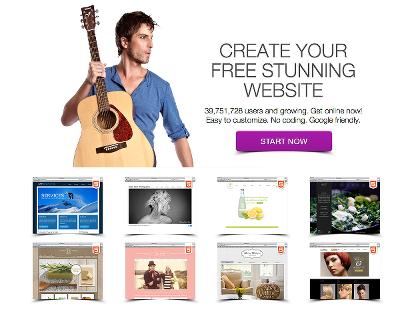 CREATE YOUR
FREE STUNNING
WEBSITE
39,751,728 users and growing. Get online now!
Easy to customize. No coding. Google friendly.
START NOW
SERVICES